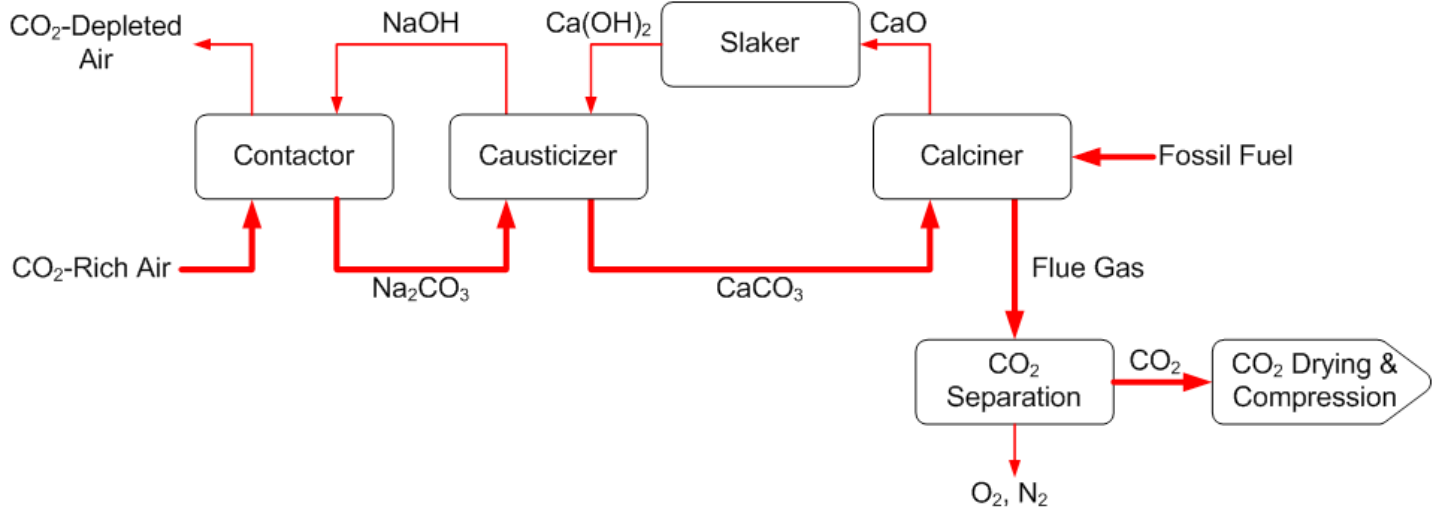 CO₂-Depleted
Air
NaOH
Ca(OH)₂
Slaker
CaO
Contactor
Causticizer
Calciner
Fossil Fuel
CO₂-Rich Air
Na₂CO₃
CaCO₃
Flue Gas
CO₂
Separation
CO₂
CO₂ Drying &
Compression
O₂, N₂